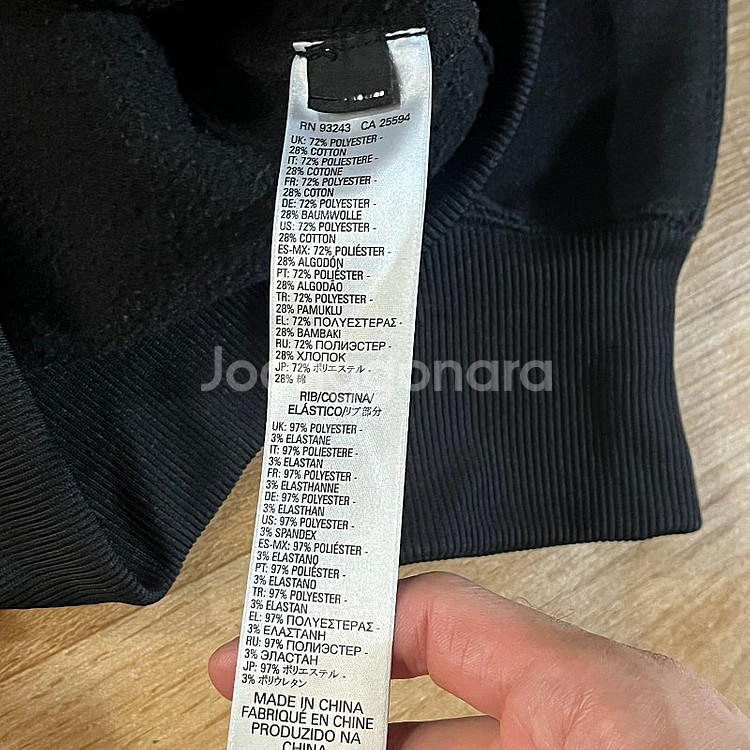 RN 93243 CA 25594
UK: 72% POLYESTER -
28% COTTON
IT: 72% POLIESTERE -
28% COTONE
FR: 72% POLYESTER -
28% COTON
DE: 72% POLYESTER -
28% BAUMWOLLE
US: 72% POLYESTER -
28% COTTON
ES-MX: 72% POLIÉSTER -
28% ALGODÓN
PT: 72% POLIÉSTER -
28% ALGODÃO
TR: 72% POLYESTER -
28% PAMUKLU
EL: 72% ΠΟΛΥΕΣΤΕΡΑΣ -
28% ΒΑΜΒΑΚΙ
RU: 72% ПОЛИЭСТЕР -
28% ХЛОПОК
JP: 72% ポリエステル -
28% 綿
RIB/COSTINA/
ELÁSTICO/リブ部分
UK: 97% POLYESTER -
3% ELASTANE
IT: 97% POLIESTERE -
3% ELASTAN
FR: 97% POLYESTER -
3% ELASTHANNE
DE: 97% POLYESTER -
3% ELASTHAN
US: 97% POLYESTER -
3% SPANDEX
ES-MX: 97% POLIÉSTER -
3% ELASTANO
PT: 97% POLIÉSTER -
3% ELASTANO
TR: 97% POLYESTER -
3% ELASTAN
EL: 97% ΠΟΛΥΕΣΤΕΡΑΣ -
3% ΕΛΑΣΤΑΝΗ
RU: 97% ПОЛИЭСТЕР -
3% ЭЛАСТАН
JP: 97% ポリエステル -
3% ポリウレタン
MADE IN CHINA
FABRIQUÉ EN CHINE
PRODUZIDO NA
CHINA